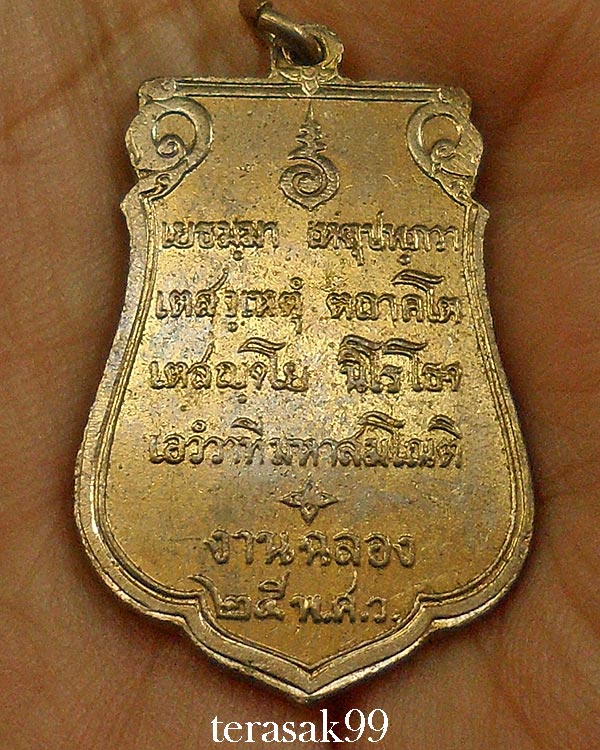 เยธมฺมา เหตุปฺปภวา
เตสํ เหตุํ ตถาคโต
เตสญฺจโย นิโรโธจ
เอวํวาที มหาสมโณติ
งานฉลอง
๒๕ พ.ศ.ว.
terasak99